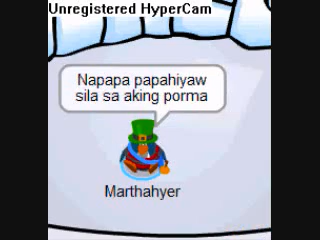 Unregistered HyperCam
Napapa papahiyaw
sila sa aking porma
Marthahyer